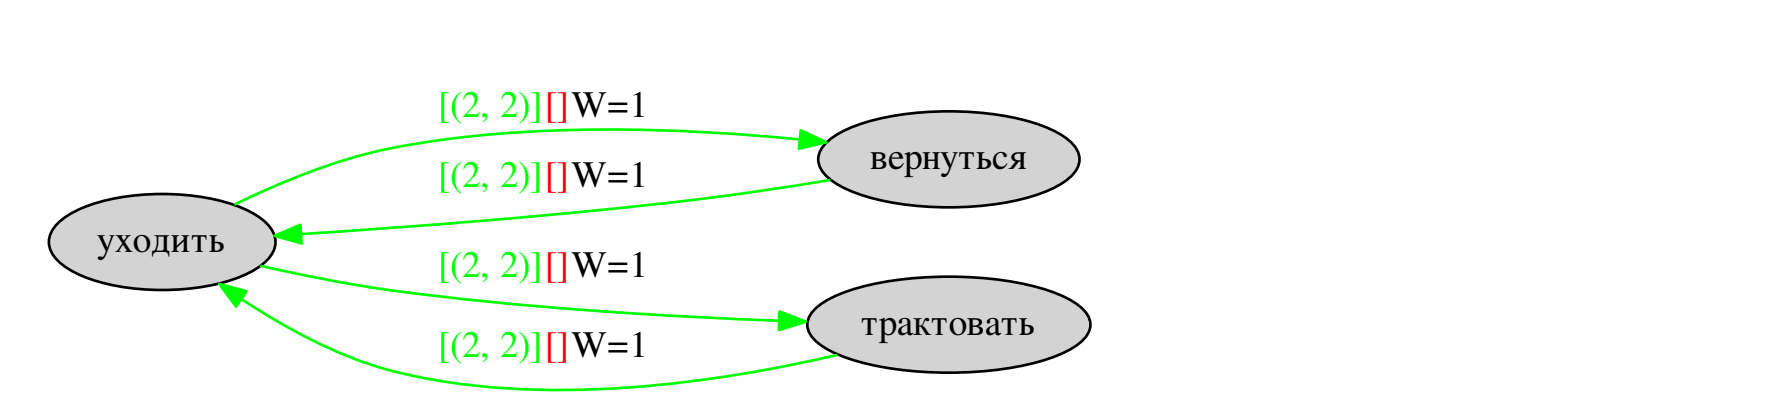 [(2, 2)][]W=1
вернуться
[(2, 2)][]W=1
уходить
[(2, 2)][]W=1
трактовать
[(2, 2)][]W=1